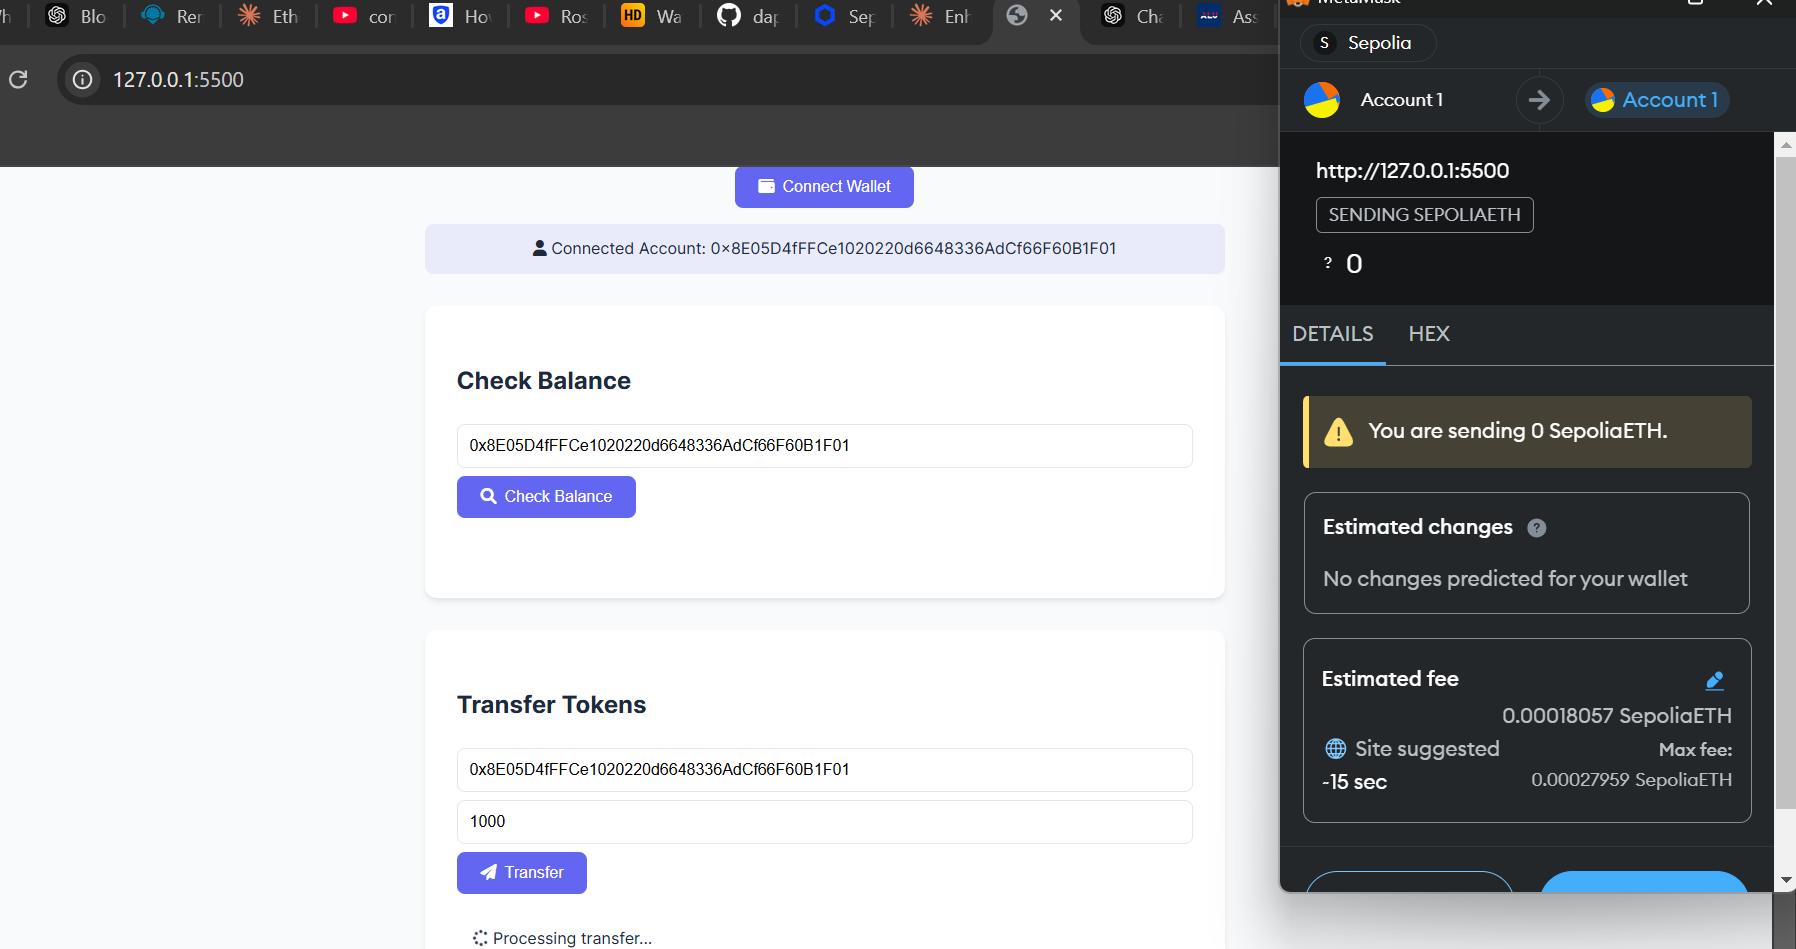 Blo
Rer
Eth
cor
Hov
Ros
HD Wa
dap
Sep
Enh
Cha
ALU Ass
127.0.0.1:5500
Connect Wallet
Connected Account: 0x8E05D4fFFCe1020220d6648336AdCf66F60B1F01
Check Balance
0x8E05D4fFFCe1020220d6648336AdCf66F60B1F01
Check Balance
Transfer Tokens
0x8E05D4fFFCe1020220d6648336AdCf66F60B1F01
1000
Transfer
Processing transfer...
MetaMask
S Sepolia
Account 1
Account 1
http://127.0.0.1:5500
SENDING SEPOLIAETH
? 0
DETAILS HEX
You are sending 0 SepoliaETH.
Estimated changes ?
No changes predicted for your wallet
Estimated fee
0.00018057 SepoliaETH
Site suggested Max fee:
~15 sec 0.00027959 SepoliaETH